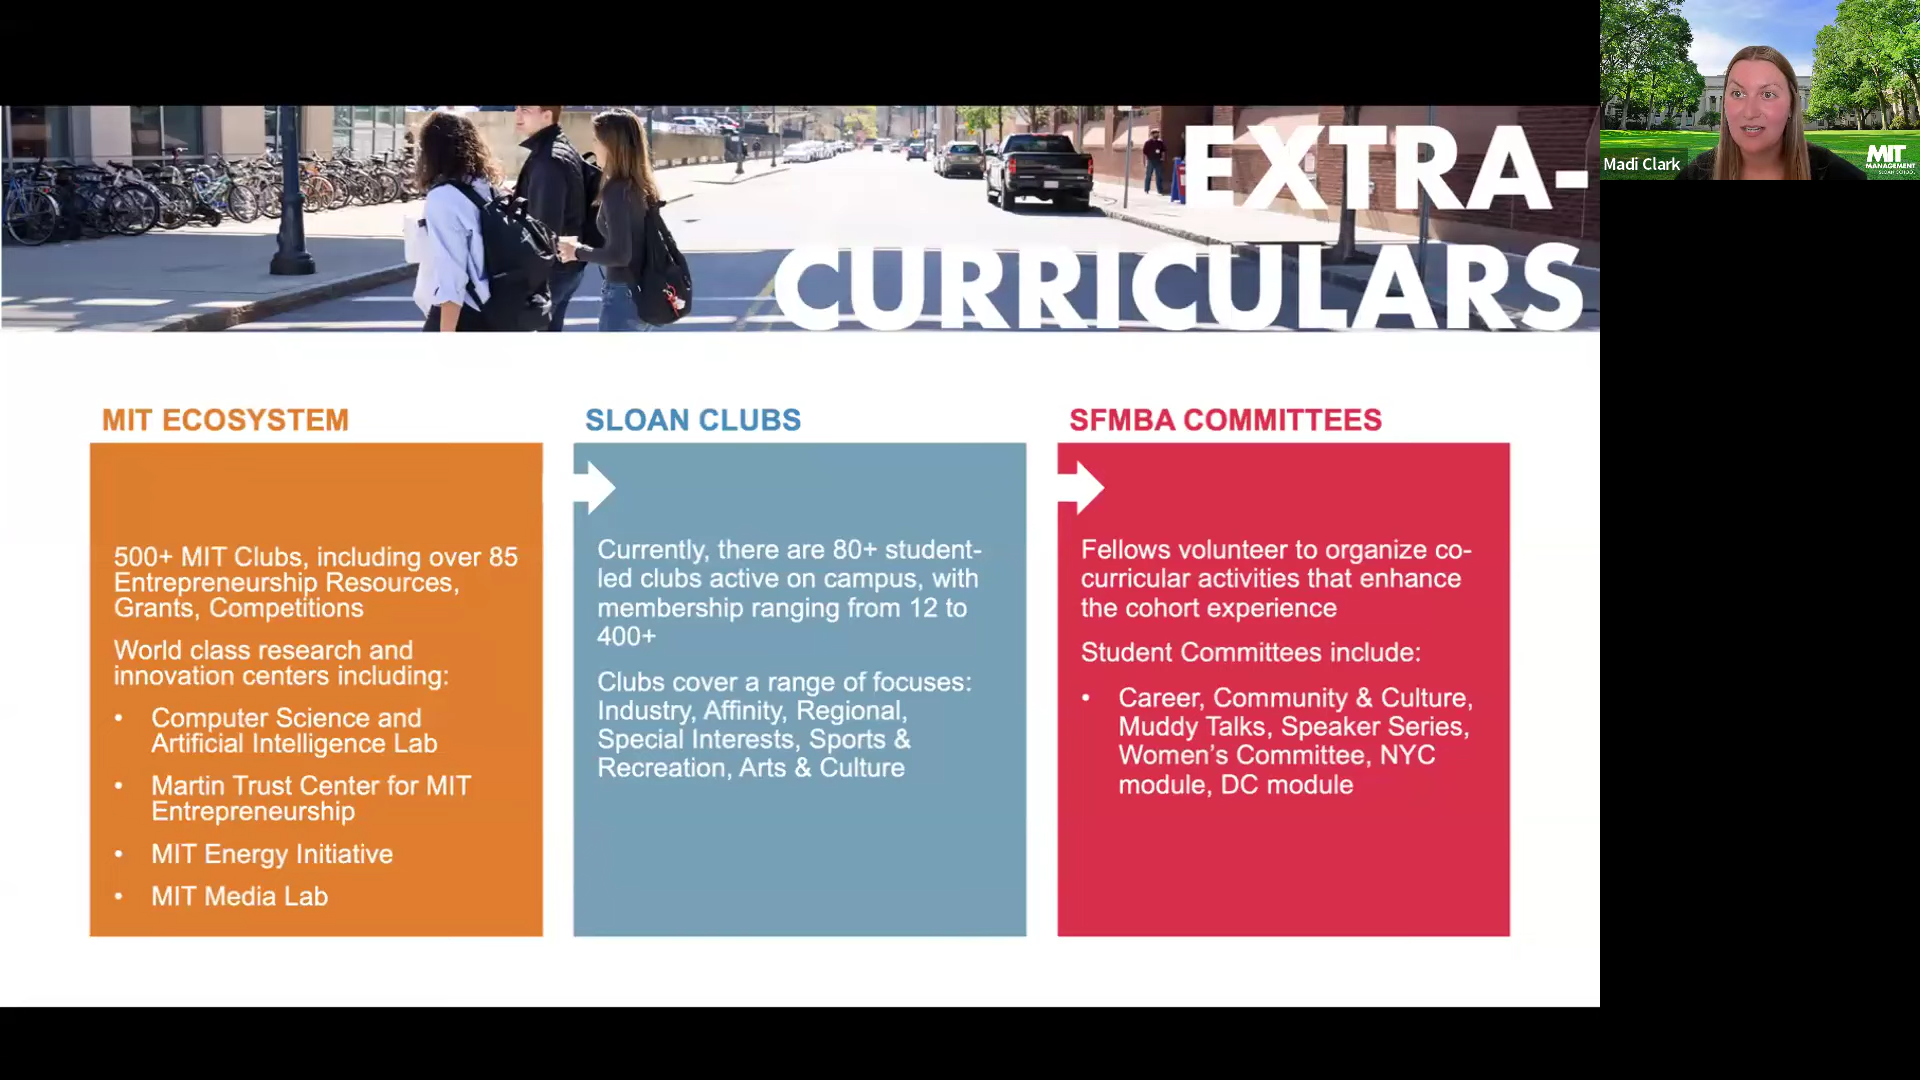 EXTRA-
CURRICULARS
Madi Clark
MIT
MANAGEMENT
SLOAN SCHOOL
MIT ECOSYSTEM
500+ MIT Clubs, including over 85
Entrepreneurship Resources,
Grants, Competitions
World class research and
innovation centers including:
• Computer Science and
Artificial Intelligence Lab
• Martin Trust Center for MIT
Entrepreneurship
• MIT Energy Initiative
• MIT Media Lab
SLOAN CLUBS
Currently, there are 80+ student-
led clubs active on campus, with
membership ranging from 12 to
400+
Clubs cover a range of focuses:
Industry, Affinity, Regional,
Special Interests, Sports &
Recreation, Arts & Culture
SFMBA COMMITTEES
Fellows volunteer to organize co-
curricular activities that enhance
the cohort experience
Student Committees include:
• Career, Community & Culture,
Muddy Talks, Speaker Series,
Women's Committee, NYC
module, DC module